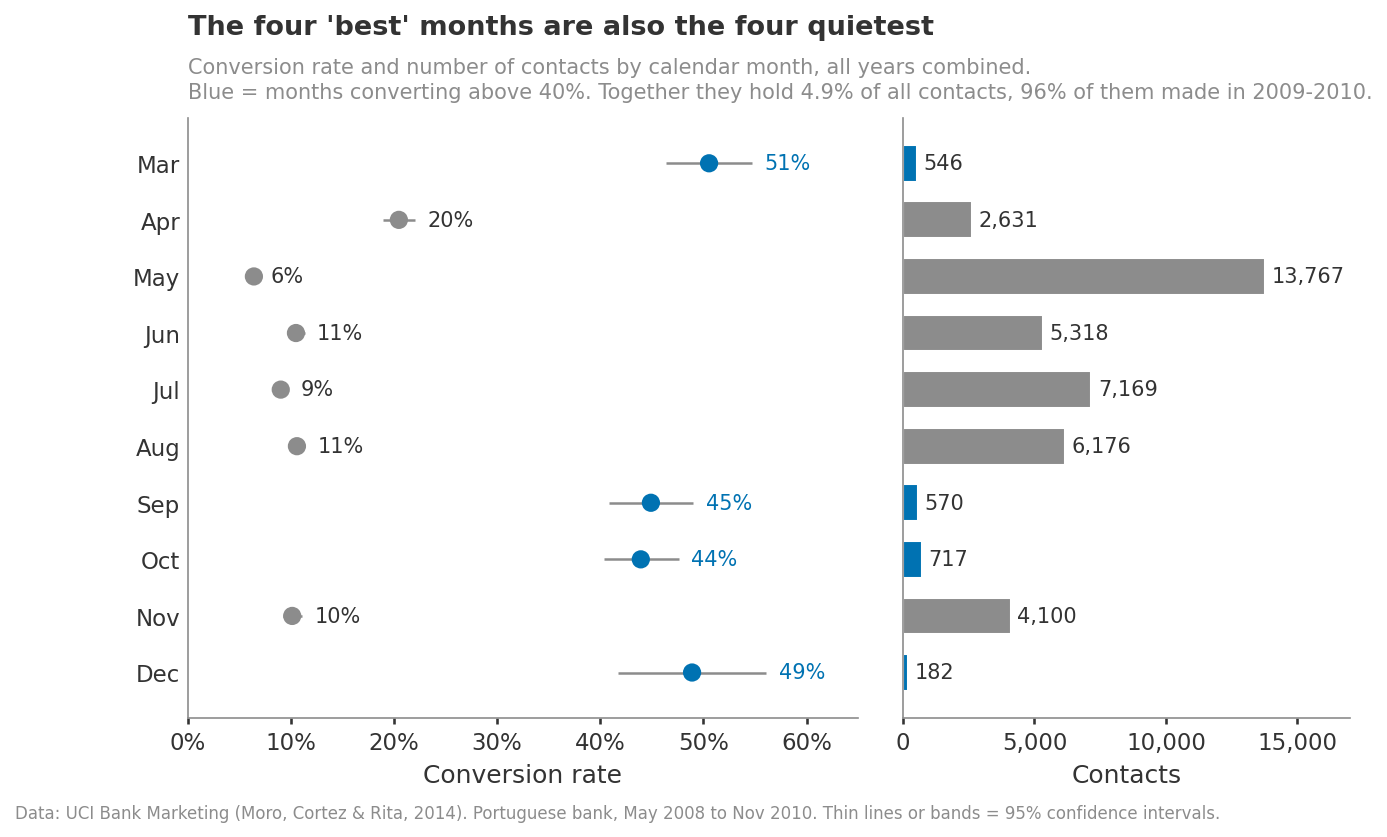 The four 'best' months are also the four quietest
Conversion rate and number of contacts by calendar month, all years combined.
Blue = months converting above 40%. Together they hold 4.9% of all contacts, 96% of them made in 2009-2010.
Mar 51% 546
Apr 20% 2,631
May 6% 13,767
Jun 11% 5,318
Jul 9% 7,169
Aug 11% 6,176
Sep 45% 570
Oct 44% 717
Nov 10% 4,100
Dec 49% 182
0% 10% 20% 30% 40% 50% 60% 0 5,000 10,000 15,000
Conversion rate Contacts
Data: UCI Bank Marketing (Moro, Cortez & Rita, 2014). Portuguese bank, May 2008 to Nov 2010. Thin lines or bands = 95% confidence intervals.